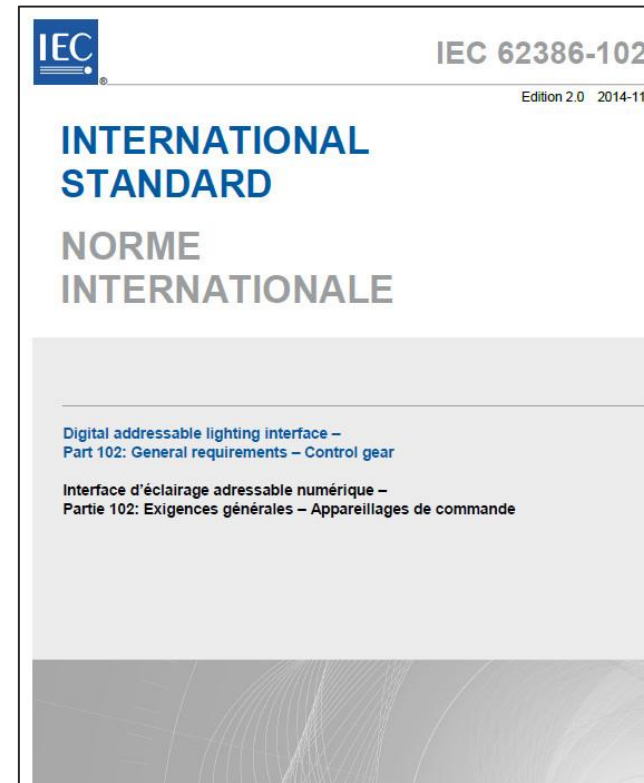 IEC
®
IEC 62386-102
Edition 2.0 2014-11
INTERNATIONAL
STANDARD
NORME
INTERNATIONALE
Digital addressable lighting interface –
Part 102: General requirements – Control gear
Interface d'éclairage adressable numérique –
Partie 102: Exigences générales – Appareillages de commande